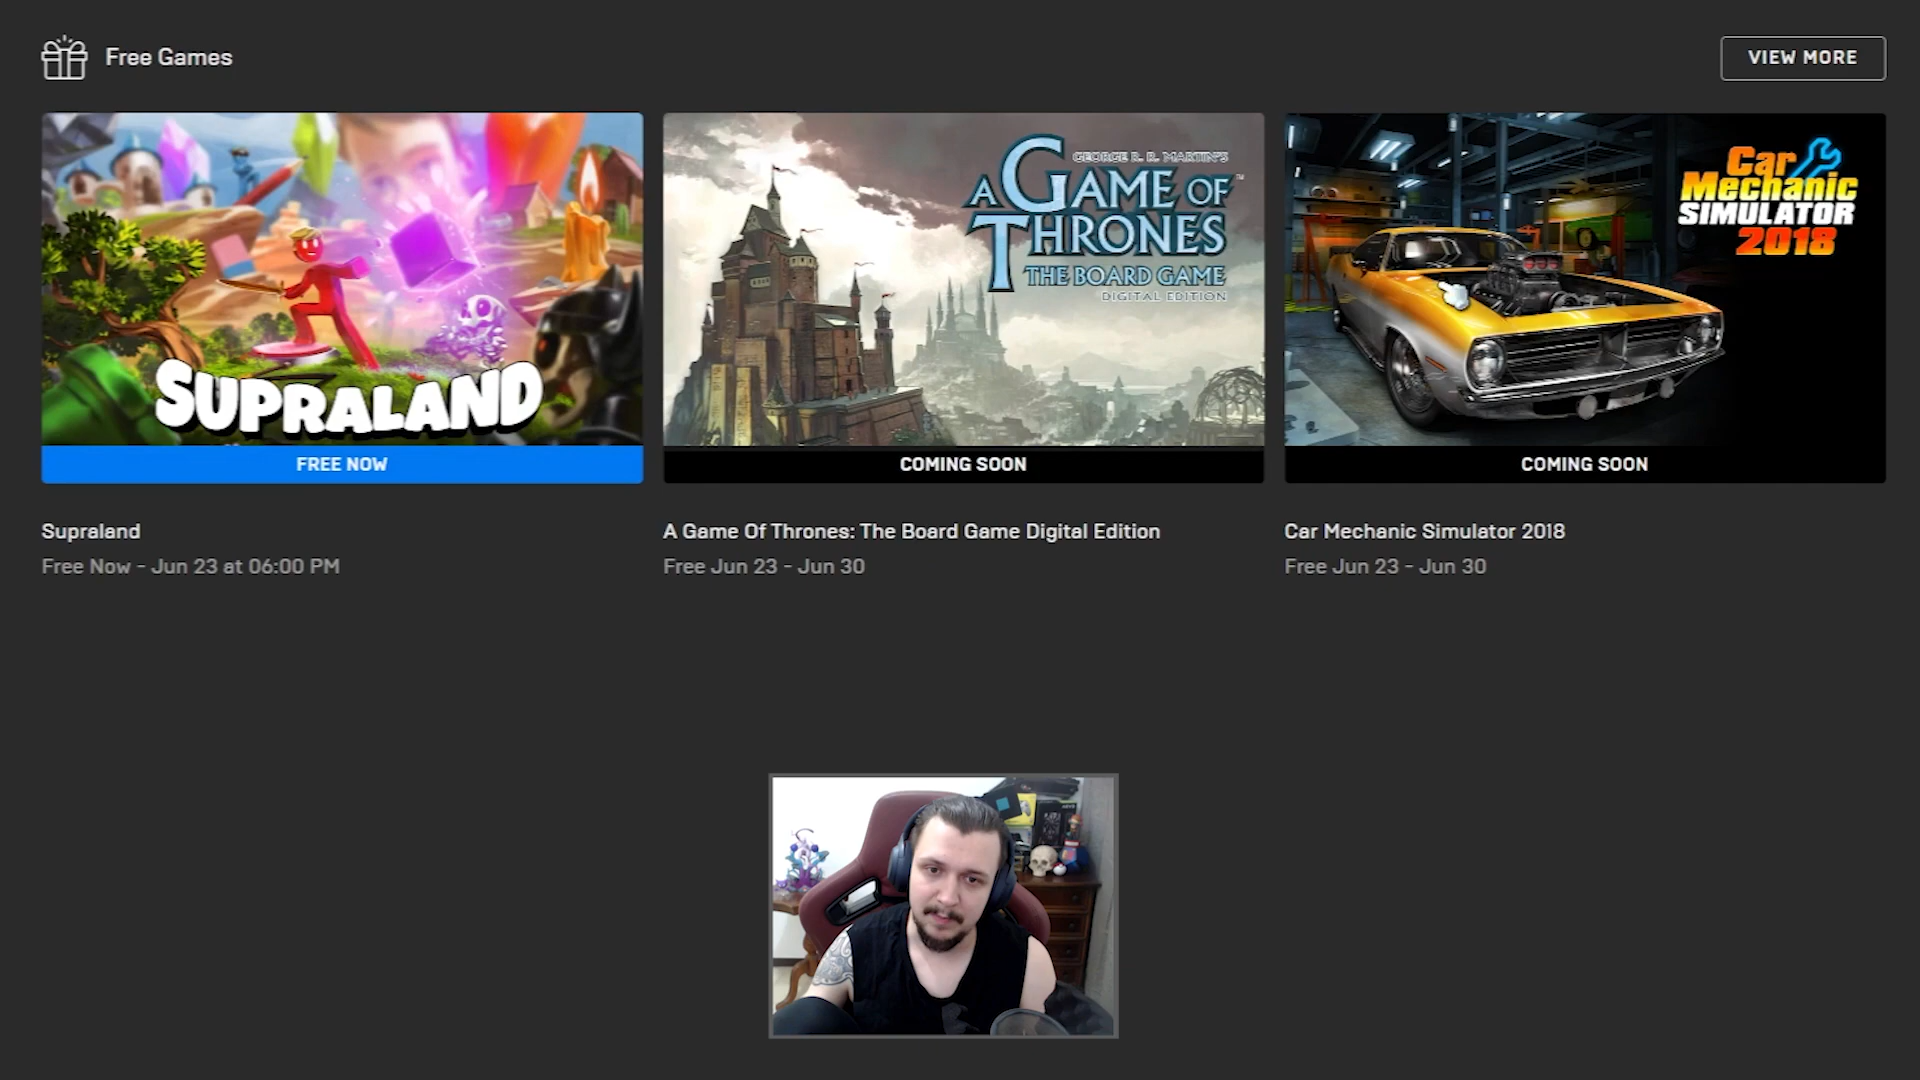 Free Games
VIEW MORE
SUPRALAND
GEORGE R. R. MARTIN'S
A GAME OF
THRONES
THE BOARD GAME
DIGITAL EDITION
Car
Mechanic
SIMULATOR
2018
FREE NOW
COMING SOON
COMING SOON
Supraland
A Game Of Thrones: The Board Game Digital Edition
Car Mechanic Simulator 2018
Free Now - Jun 23 at 06:00 PM
Free Jun 23 - Jun 30
Free Jun 23 - Jun 30